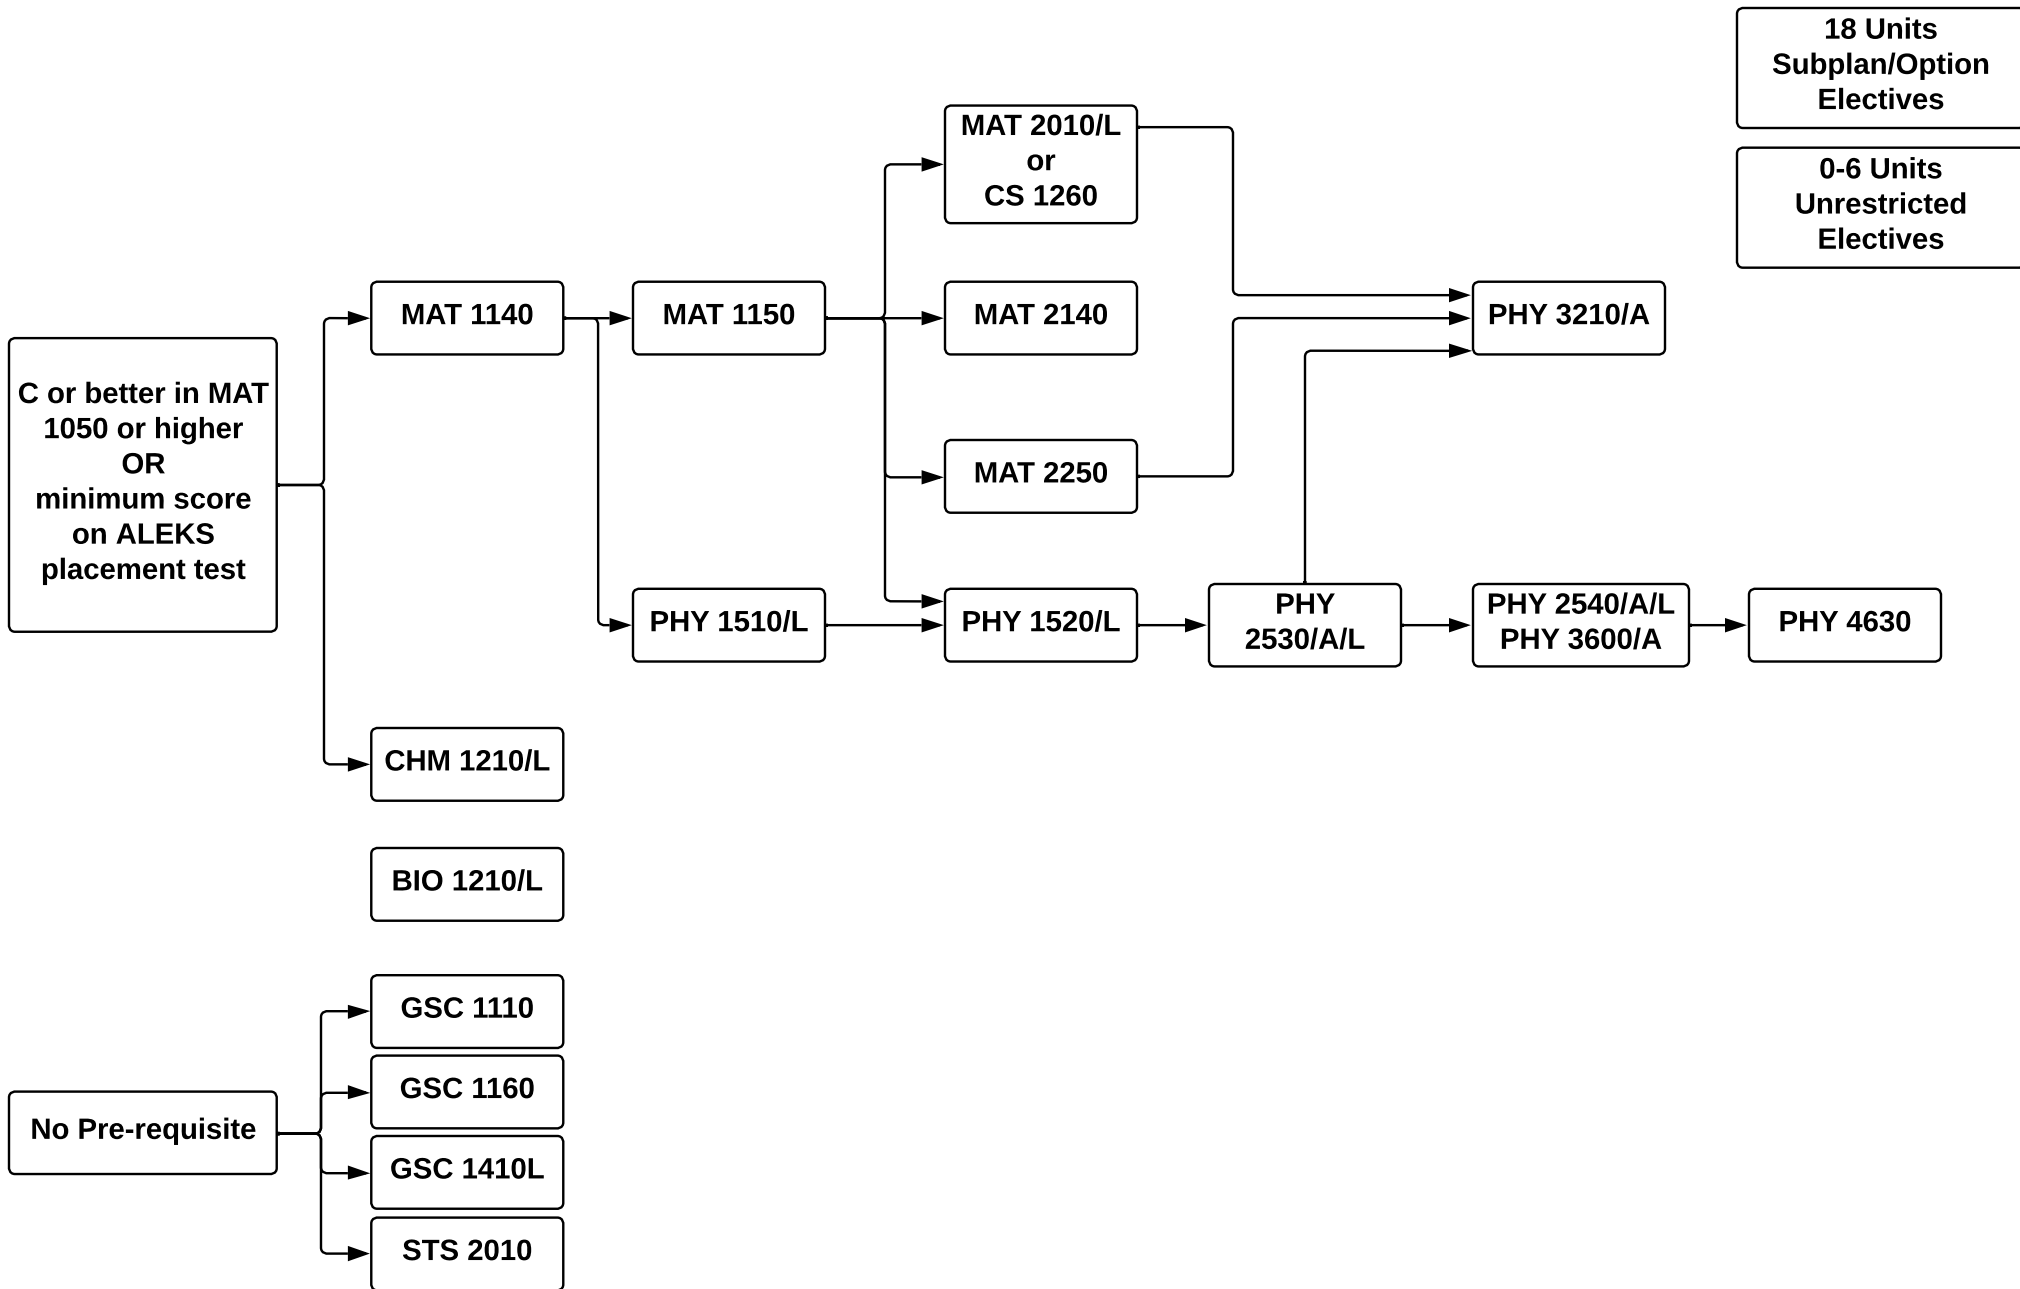 18 Units
Subplan/Option
Electives
0-6 Units
Unrestricted
Electives
MAT 2010/L
or
CS 1260
MAT 1140
MAT 1150
MAT 2140
PHY 3210/A
C or better in MAT
1050 or higher
OR
minimum score
on ALEKS
placement test
MAT 2250
PHY 1510/L
PHY 1520/L
PHY
2530/A/L
PHY 2540/A/L
PHY 3600/A
PHY 4630
CHM 1210/L
BIO 1210/L
No Pre-requisite
GSC 1110
GSC 1160
GSC 1410L
STS 2010